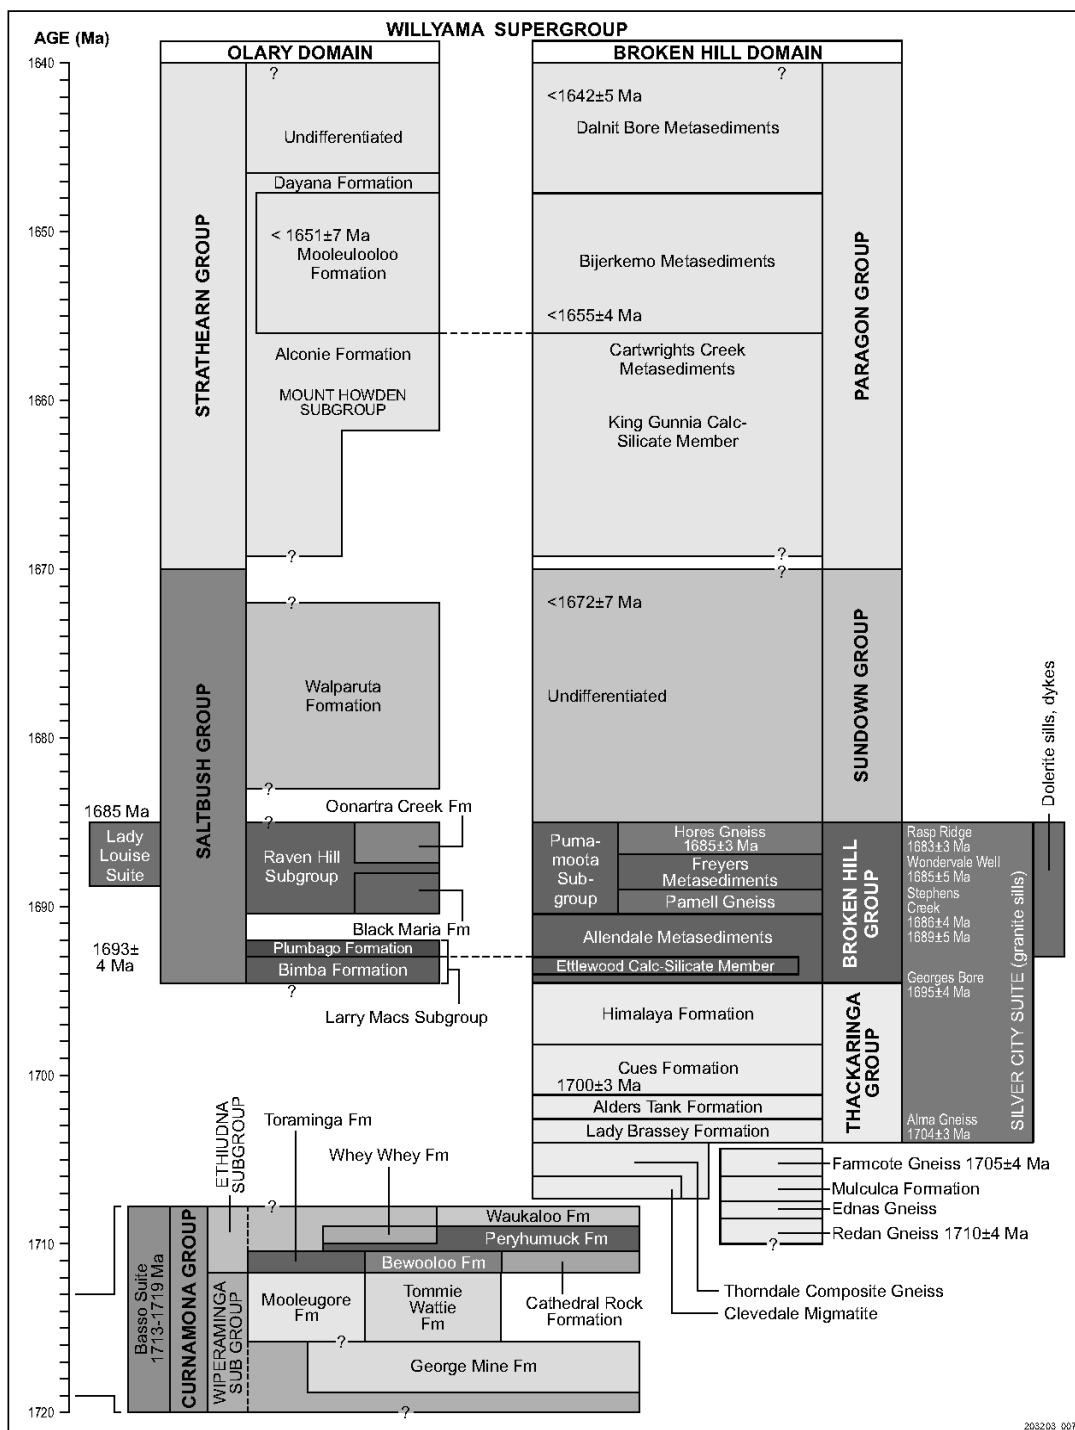 WILLYAMA SUPERGROUP
AGE (Ma)
OLARY DOMAIN
BROKEN HILL DOMAIN
1640
1650
1660
1670
1680
1690
1700
1710
1720
STRATHEARN GROUP
?
Undifferentiated
Dayana Formation
< 1651±7 Ma
Mooleulooloo
Formation
Alconie Formation
MOUNT HOWDEN
SUBGROUP
?
SALTBUSH GROUP
?
Walparuta
Formation
?
Oonartra Creek Fm
1685 Ma
Lady
Louise
Suite
?
Raven Hill
Subgroup
Black Maria Fm
1693±
4 Ma
Plumbago Formation
Bimba Formation
?
Larry Macs Subgroup
?
<1642±5 Ma
Dalnit Bore Metasediments
Bijerkerno Metasediments
<1655±4 Ma
Cartwrights Creek
Metasediments
King Gunnia Calc-
Silicate Member
?
PARAGON GROUP
?
<1672±7 Ma
Undifferentiated
SUNDOWN GROUP
Dolerite sills, dykes
Purna-
moota
Sub-
group
Hores Gneiss
1685±3 Ma
Freyers
Metasediments
Parnell Gneiss
Allendale Metasediments
Ettlewood Calc-Silicate Member
BROKEN HILL
GROUP
Rasp Ridge
1683±3 Ma
Wondervale Well
1685±5 Ma
Stephens
Creek
1686±4 Ma
1689±5 Ma
Georges Bore
1695±4 Ma
Alma Gneiss
1704±3 Ma
SILVER CITY SUITE (granite sills)
Himalaya Formation
Cues Formation
1700±3 Ma
Alders Tank Formation
Lady Brassey Formation
THACKARINGA
GROUP
Farmcote Gneiss 1705±4 Ma
Mulculca Formation
Ednas Gneiss
Redan Gneiss 1710±4 Ma
?
Thorndale Composite Gneiss
Clevedale Migmatite
Basso Suite
1713-1719 Ma
CURNAMONA GROUP
ETHIUDNA
SUBGROUP
WIPERAMINGA
SUB GROUP
Toraminga Fm
Whey Whey Fm
?
Waukaloo Fm
Peryhumuck Fm
Bewooloo Fm
Mooleugore
Fm
Tommie
Wattie
Fm
Cathedral Rock
Formation
?
George Mine Fm
?
203203_007